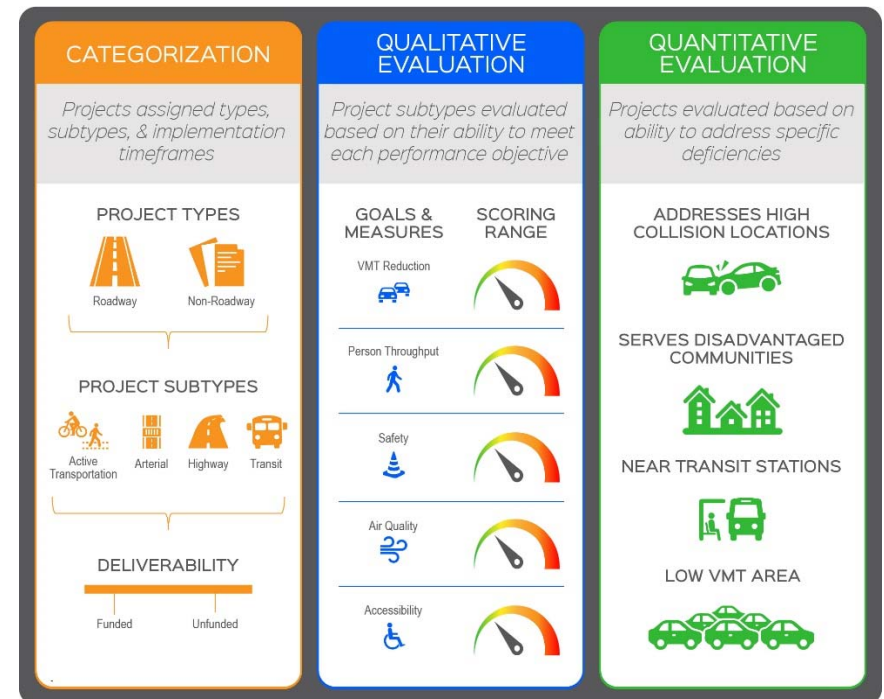 CATEGORIZATION
Projects assigned types,
subtypes, & implementation
timeframes
PROJECT TYPES
Roadway
Non-Roadway
PROJECT SUBTYPES
Active
Transportation
Arterial
Highway
Transit
DELIVERABILITY
Funded
Unfunded
QUALITATIVE
EVALUATION
Project subtypes evaluated
based on their ability to meet
each performance objective
GOALS &
MEASURES
SCORING
RANGE
VMT Reduction
Person Throughput
Safety
Air Quality
Accessibility
QUANTITATIVE
EVALUATION
Projects evaluated based on
ability to address specific
deficiencies
ADDRESSES HIGH
COLLISION LOCATIONS
SERVES DISADVANTAGED
COMMUNITIES
NEAR TRANSIT STATIONS
LOW VMT AREA